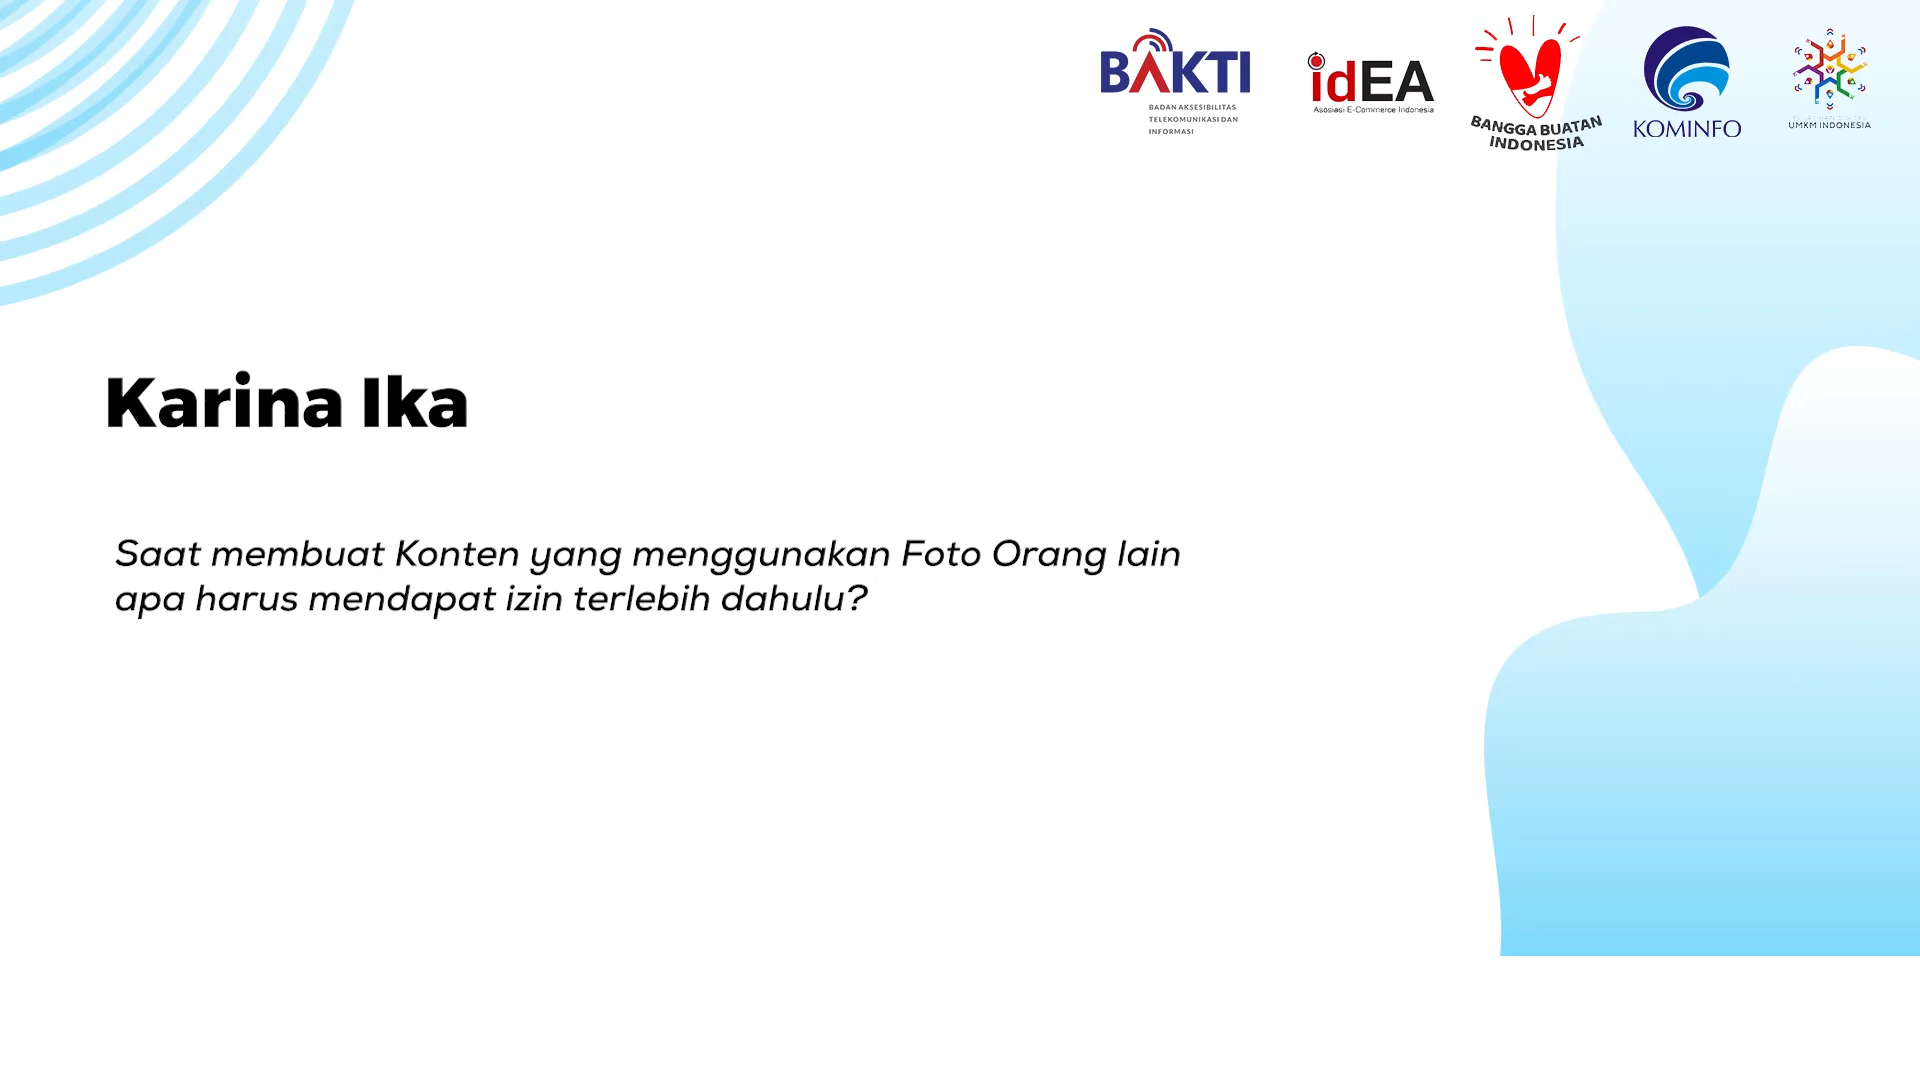 BAKTI
BADAN AKSESIBILITAS
TELEKOMUNIKASI DAN
INFORMASI
idEA
Asosiasi E-Commerce Indonesia
BANGGA BUATAN
INDONESIA
KOMINFO
UMKM INDONESIA
Karina Ika
Saat membuat Konten yang menggunakan Foto Orang lain
apa harus mendapat izin terlebih dahulu?